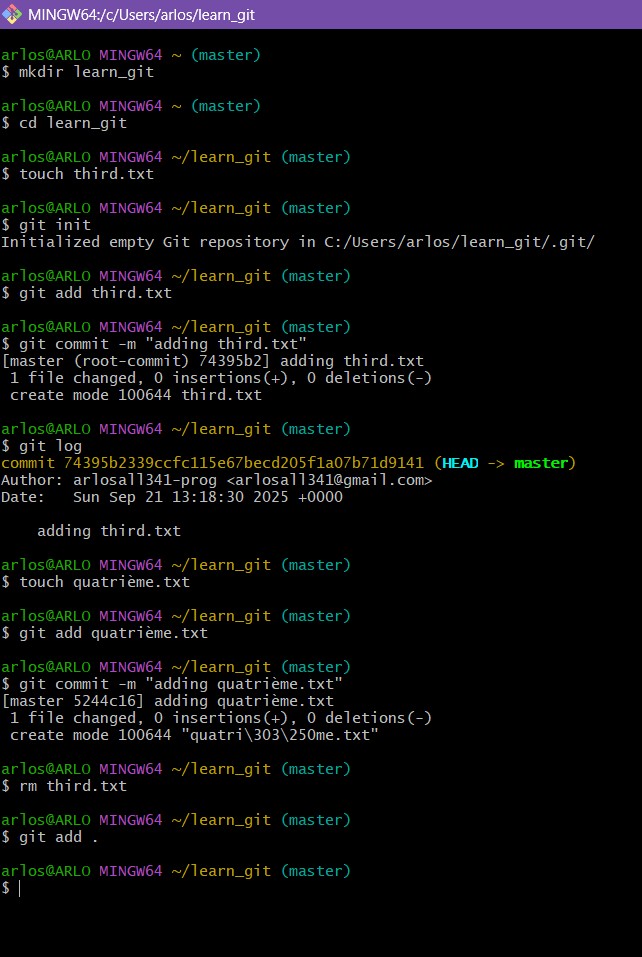 MINGW64:/c/Users/arlos/learn_git
arlos@ARLO MINGW64 ~ (master)
$ mkdir learn_git
arlos@ARLO MINGW64 ~ (master)
$ cd learn_git
arlos@ARLO MINGW64 ~/learn_git (master)
$ touch third.txt
arlos@ARLO MINGW64 ~/learn_git (master)
$ git init
Initialized empty Git repository in C:/Users/arlos/learn_git/.git/
arlos@ARLO MINGW64 ~/learn_git (master)
$ git add third.txt
arlos@ARLO MINGW64 ~/learn_git (master)
$ git commit -m "adding third.txt"
[master (root-commit) 74395b2] adding third.txt
 1 file changed, 0 insertions(+), 0 deletions(-)
 create mode 100644 third.txt
arlos@ARLO MINGW64 ~/learn_git (master)
$ git log
commit 74395b2339ccfc115e67becd205f1a07b71d9141 (HEAD -> master)
Author: arlosall341-prog <arlosall341@gmail.com>
Date:   Sun Sep 21 13:18:30 2025 +0000
    adding third.txt
arlos@ARLO MINGW64 ~/learn_git (master)
$ touch quatrième.txt
arlos@ARLO MINGW64 ~/learn_git (master)
$ git add quatrième.txt
arlos@ARLO MINGW64 ~/learn_git (master)
$ git commit -m "adding quatrième.txt"
[master 5244c16] adding quatrième.txt
 1 file changed, 0 insertions(+), 0 deletions(-)
 create mode 100644 "quatri\303\250me.txt"
arlos@ARLO MINGW64 ~/learn_git (master)
$ rm third.txt
arlos@ARLO MINGW64 ~/learn_git (master)
$ git add .
arlos@ARLO MINGW64 ~/learn_git (master)
$